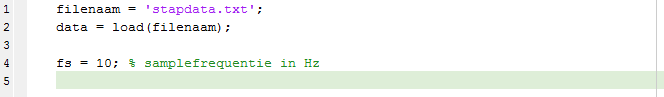 1 filenaam = 'stapdata.txt';
2 data = load(filenaam);
3
4 fs = 10; % samplefrequentie in Hz
5